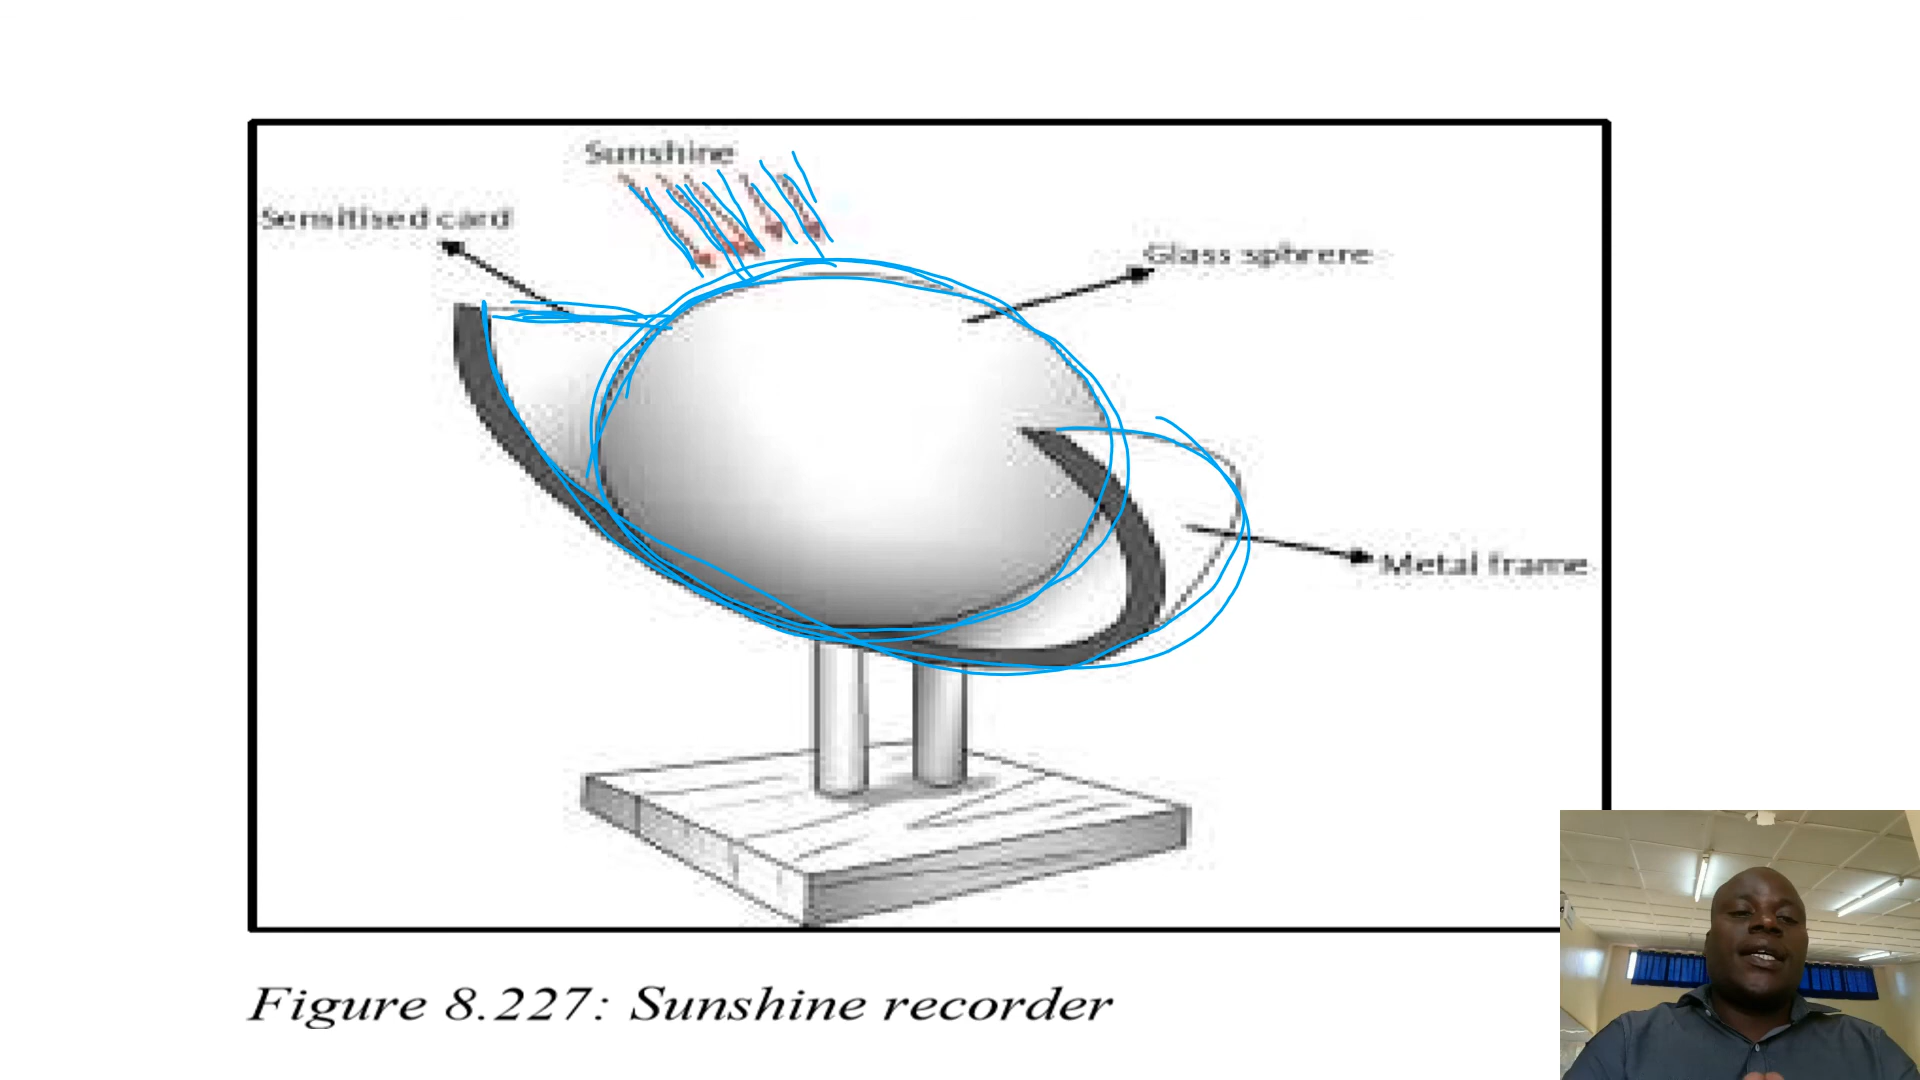 Sunshine
Sensitised card
Glass sphrere
Metal frame
Figure 8.227: Sunshine recorder